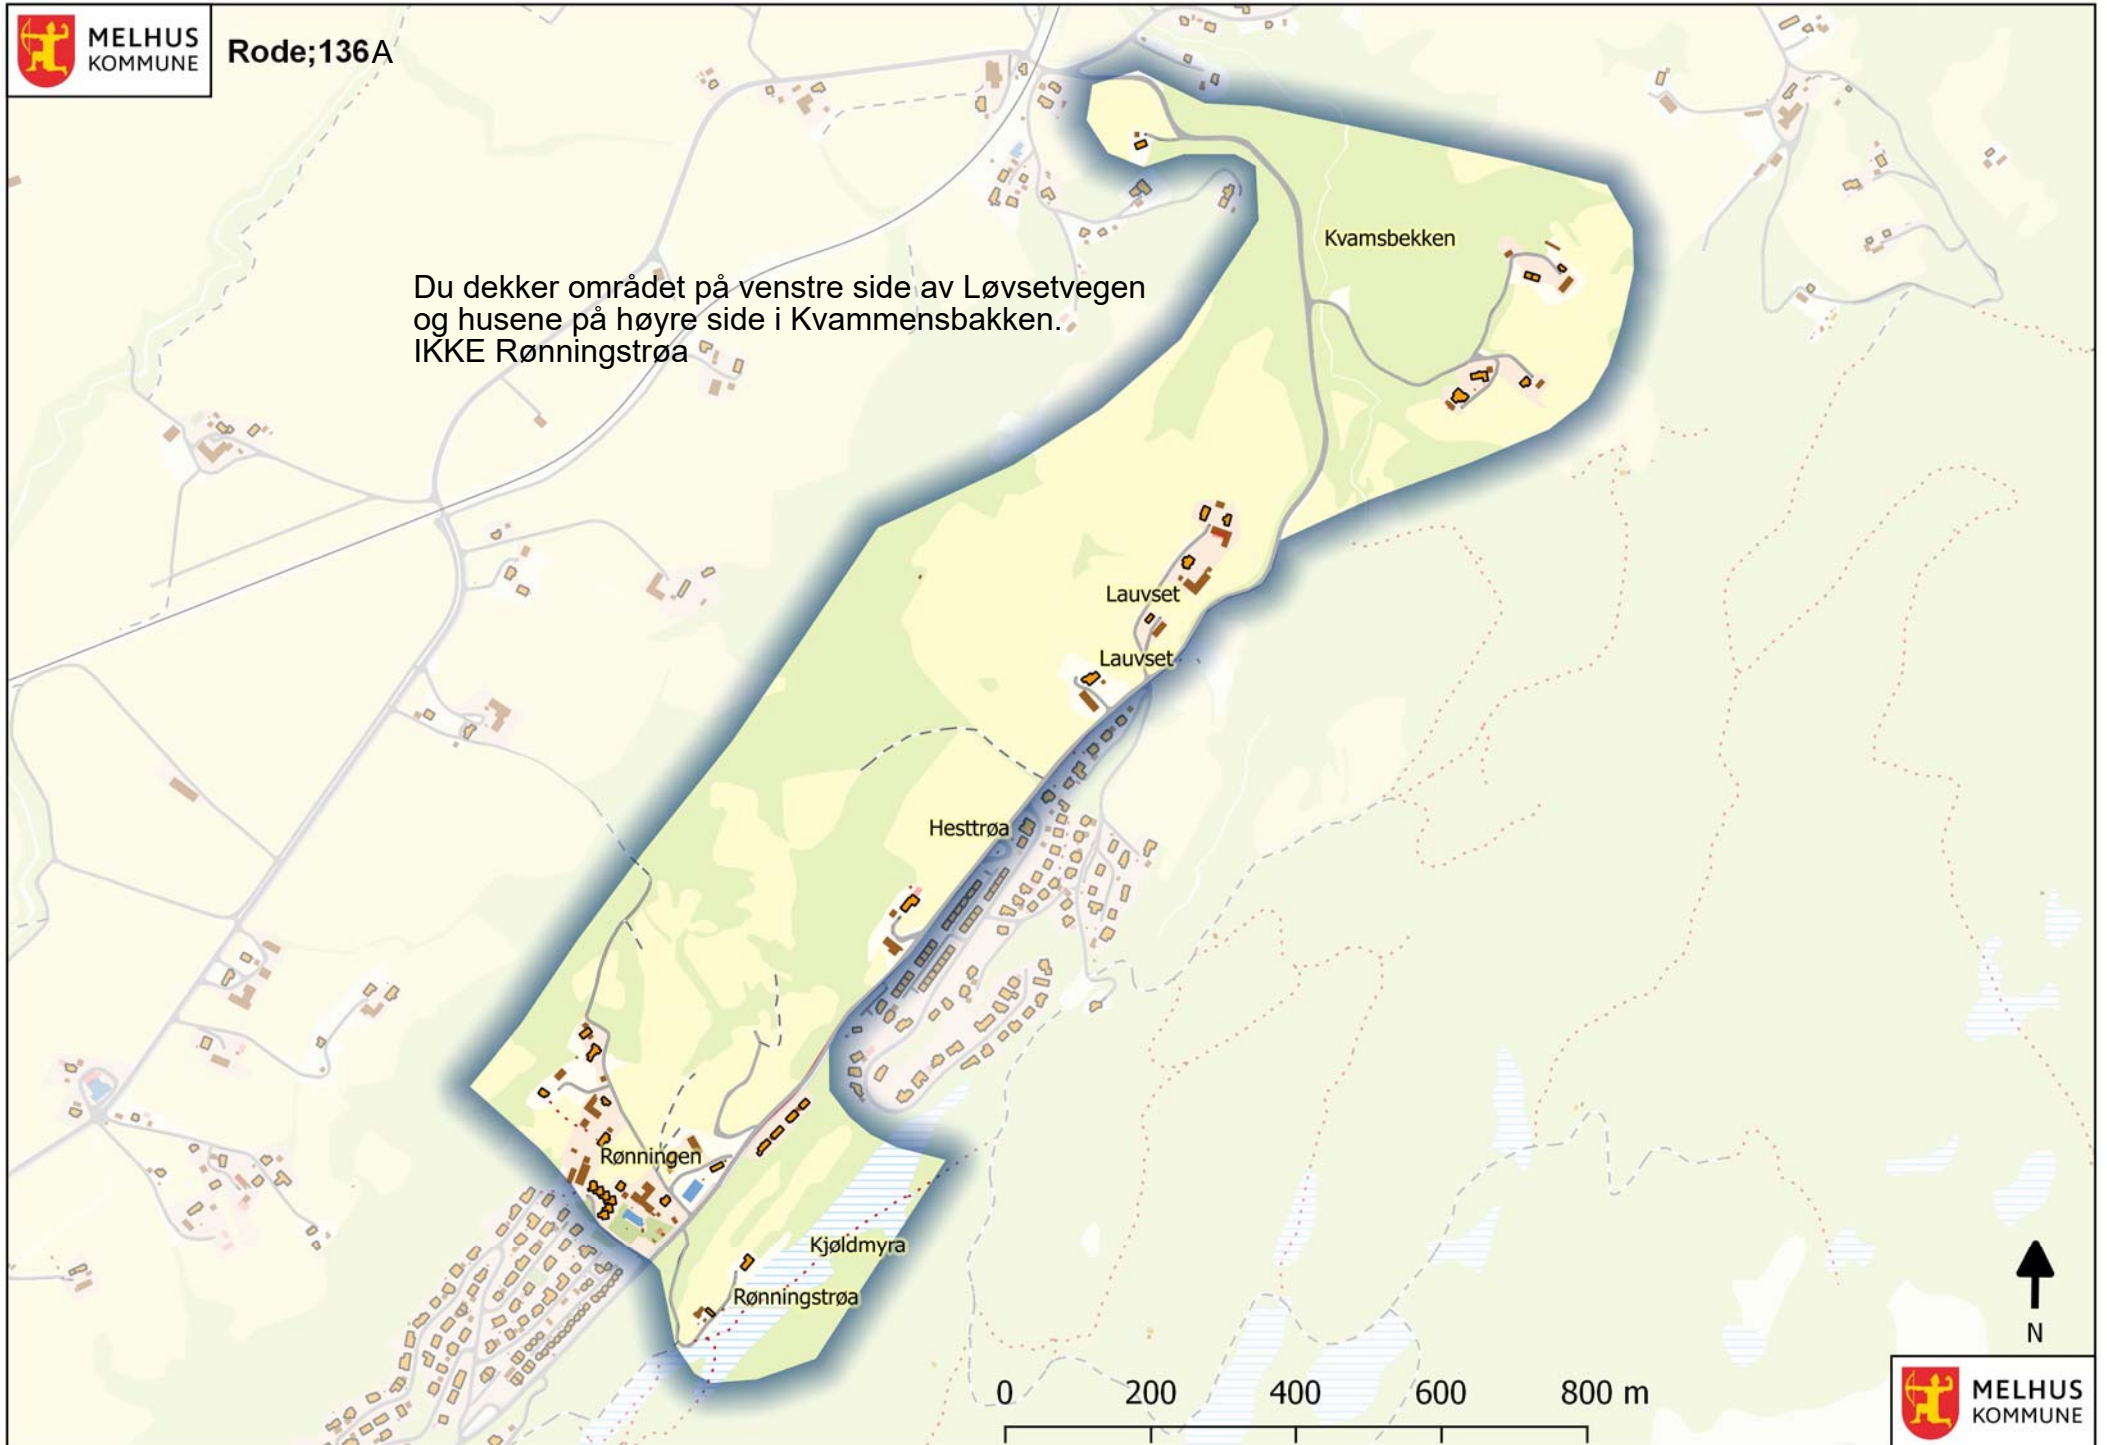 MELHUS
KOMMUNE
Rode;136A
Du dekker området på venstre side av Løvsetvegen
og husene på høyre side i Kvammensbakken.
IKKE Rønningstrøa
Kvamsbekken
Lauvset
Lauvset
Hesttrøa
Rønningen
Kjøldmyra
Rønningstrøa
N
0 200 400 600 800 m
MELHUS
KOMMUNE